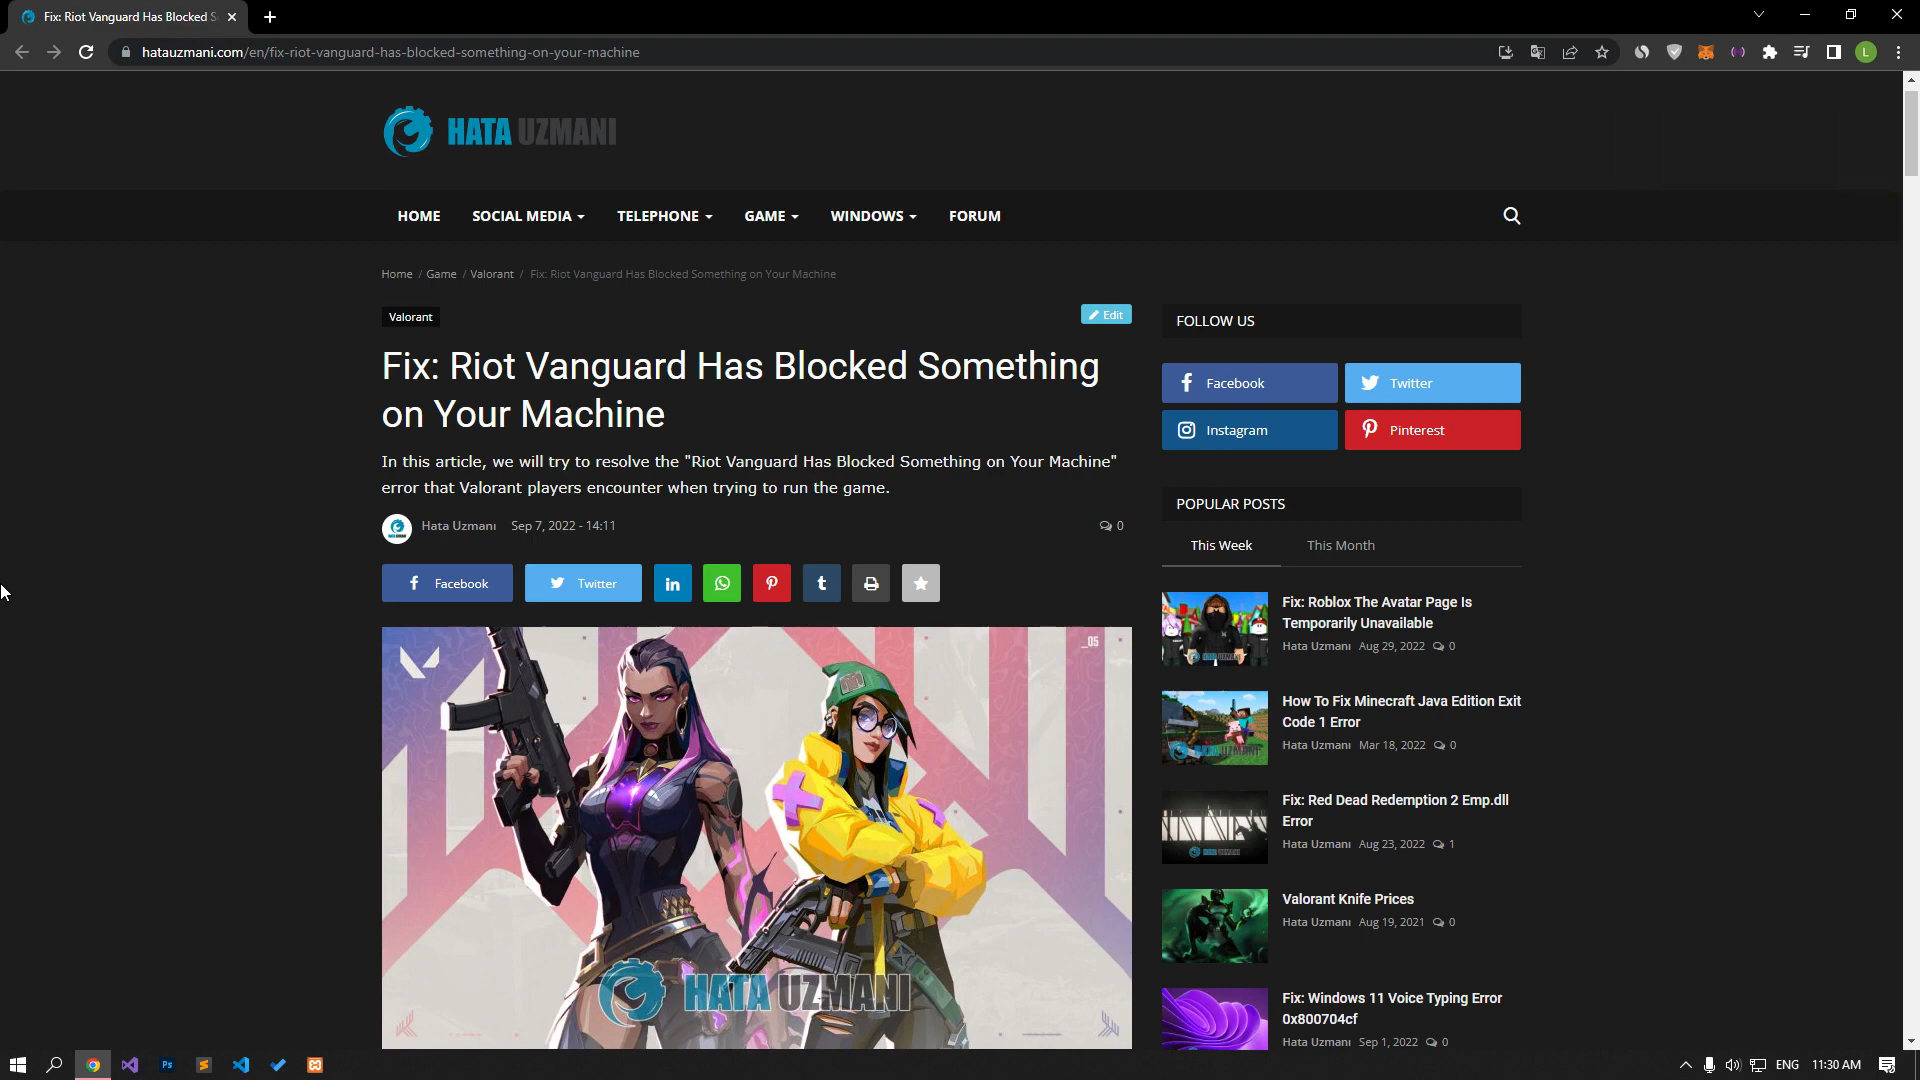 Fix: Riot Vanguard Has Blocked S
hatauzmani.com/en/fix-riot-vanguard-has-blocked-something-on-your-machine
L
HATA UZMANI
HOME SOCIAL MEDIA TELEPHONE GAME WINDOWS FORUM
Home / Game / Valorant / Fix: Riot Vanguard Has Blocked Something on Your Machine
Valorant
Edit
Fix: Riot Vanguard Has Blocked Something
on Your Machine
In this article, we will try to resolve the "Riot Vanguard Has Blocked Something on Your Machine"
error that Valorant players encounter when trying to run the game.
Hata Uzmanı Sep 7, 2022 - 14:11 0
Facebook Twitter
_05
HATA UZMANI
FOLLOW US
Facebook Twitter
Instagram Pinterest
POPULAR POSTS
This Week This Month
Fix: Roblox The Avatar Page Is
Temporarily Unavailable
Hata Uzmanı Aug 29, 2022 0
How To Fix Minecraft Java Edition Exit
Code 1 Error
Hata Uzmanı Mar 18, 2022 0
Fix: Red Dead Redemption 2 Emp.dll
Error
Hata Uzmanı Aug 23, 2022 1
Valorant Knife Prices
Hata Uzmanı Aug 19, 2021 0
Fix: Windows 11 Voice Typing Error
0x800704cf
Hata Uzmanı Sep 1, 2022 0
Ps
ENG 11:30 AM